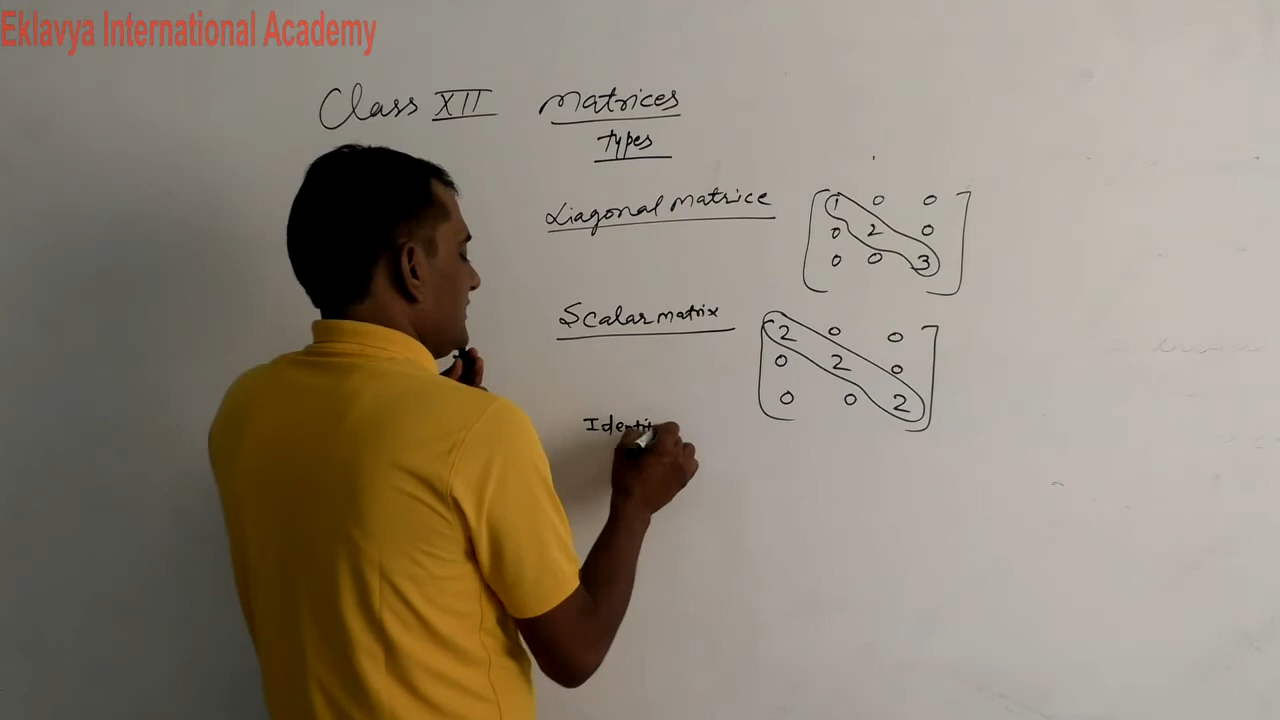 Eklavya International Academy
Class XII Matrices
Types
Diagonal Matrice
1 0 0
0 2 0
0 0 3
Scalar matrix
2 0 0
0 2 0
0 0 2
Identit